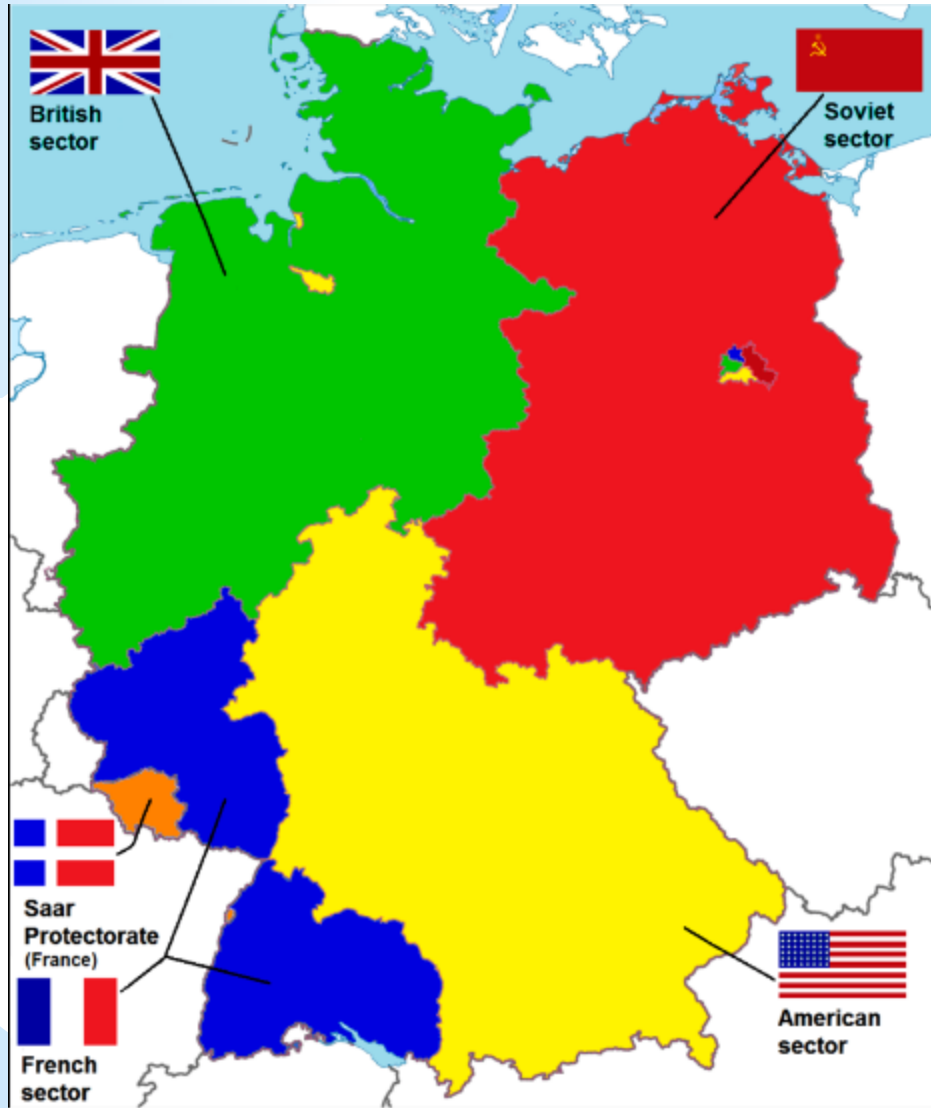 British
sector
Soviet
sector
Saar
Protectorate
(France)
French
sector
American
sector